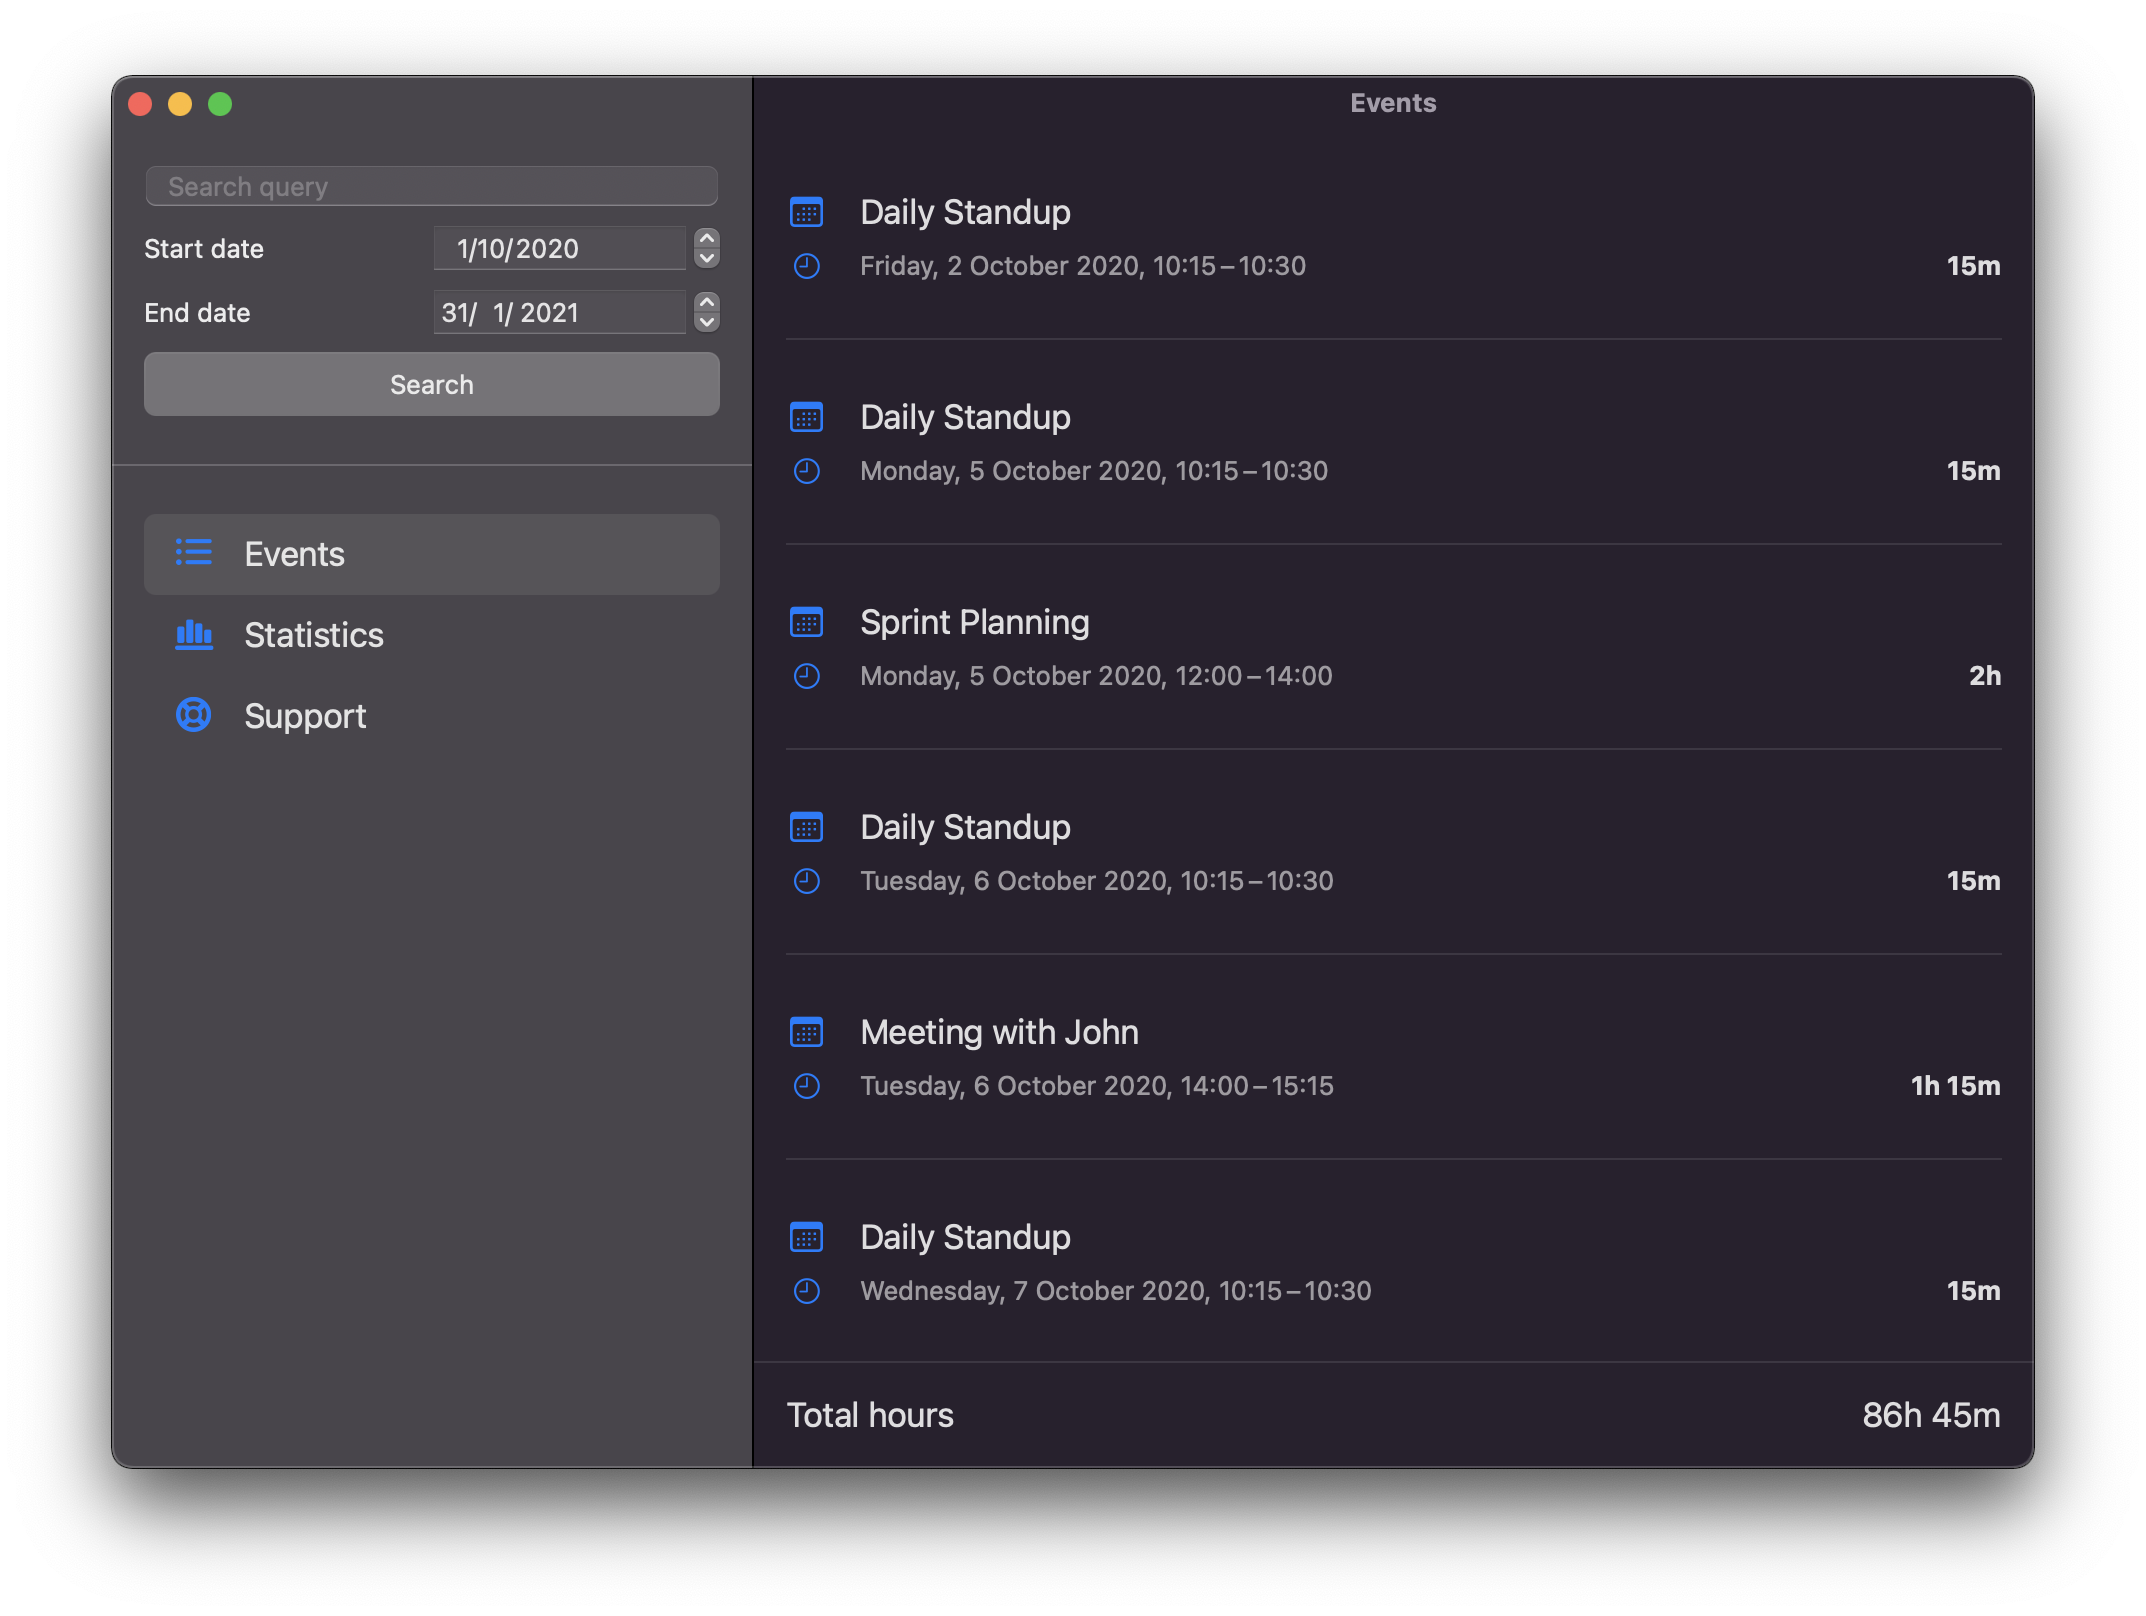 Search query
Start date 1/10/2020
End date 31/ 1/ 2021
Search
Events
Statistics
Support
Events
Daily Standup
Friday, 2 October 2020, 10:15–10:30 15m
Daily Standup
Monday, 5 October 2020, 10:15–10:30 15m
Sprint Planning
Monday, 5 October 2020, 12:00–14:00 2h
Daily Standup
Tuesday, 6 October 2020, 10:15–10:30 15m
Meeting with John
Tuesday, 6 October 2020, 14:00–15:15 1h 15m
Daily Standup
Wednesday, 7 October 2020, 10:15–10:30 15m
Total hours 86h 45m